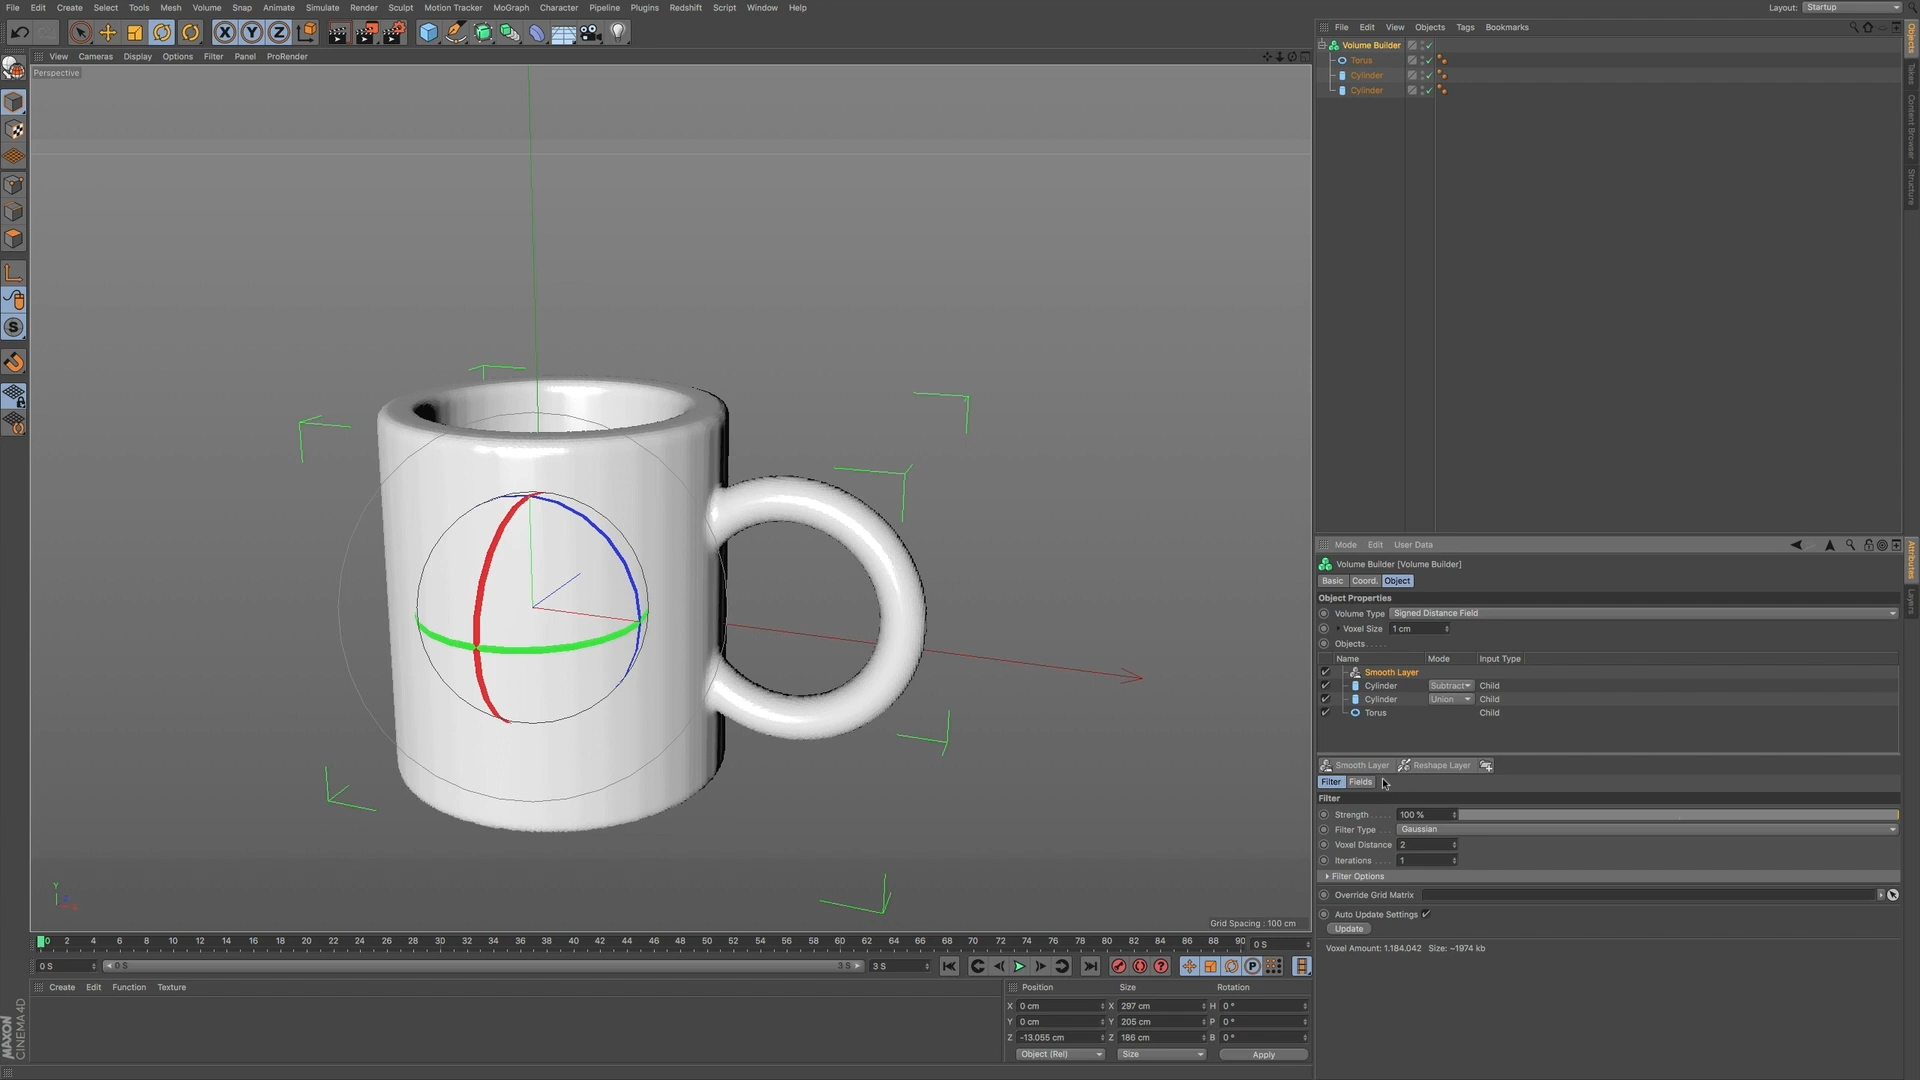 File Edit Create Select Tools Mesh Volume Snap Animate Simulate Render Sculpt Motion Tracker MoGraph Character Pipeline Plugins Redshift Script Window Help
Layout: Startup
View Cameras Display Options Filter Panel ProRender
Perspective
X Y Z
S
Y
Grid Spacing : 100 cm
0 2 4 6 8 10 12 14 16 18 20 22 24 26 28 30 32 34 36 38 40 42 44 46 48 50 52 54 56 58 60 62 64 66 68 70 72 74 76 78 80 82 84 86 88 90 0 S
0 S 0 S 3 S 3 S
P
Create Edit Function Texture
MAXON
CINEMA 4D
Position Size Rotation
X 0 cm X 297 cm H 0 °
Y 0 cm Y 205 cm P 0 °
Z -13.055 cm Z 186 cm B 0 °
Object (Rel) Size Apply
File Edit View Objects Tags Bookmarks
Volume Builder
Torus
Cylinder
Cylinder
Objects
Takes
Content Browser
Structure
Mode Edit User Data
Volume Builder [Volume Builder]
Basic Coord. Object
Object Properties
Volume Type Signed Distance Field
Voxel Size 1 cm
Objects . . . . .
Name Mode Input Type
Smooth Layer
Cylinder Subtract Child
Cylinder Union Child
Torus Child
Smooth Layer Reshape Layer
Filter Fields
Filter
Strength . . . . . 100 %
Filter Type . . . Gaussian
Voxel Distance 2
Iterations . . . . 1
Filter Options
Override Grid Matrix
Auto Update Settings
Update
Voxel Amount: 1.184.042 Size: ~1974 kb
Attributes
Layers